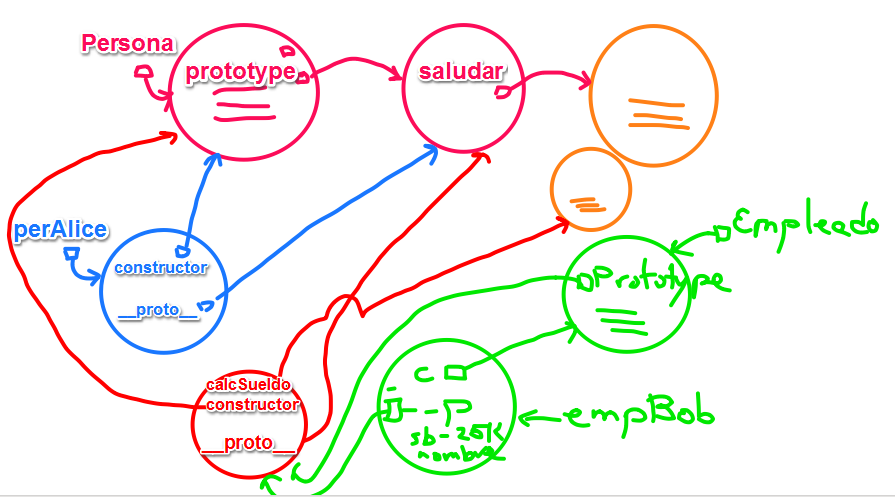 Persona
prototype
saludar
perAlice
constructor
__proto__
Empleado
Prototype
calcSueldo
constructor
__proto__
C
P
sb-25K
nombre
empBob